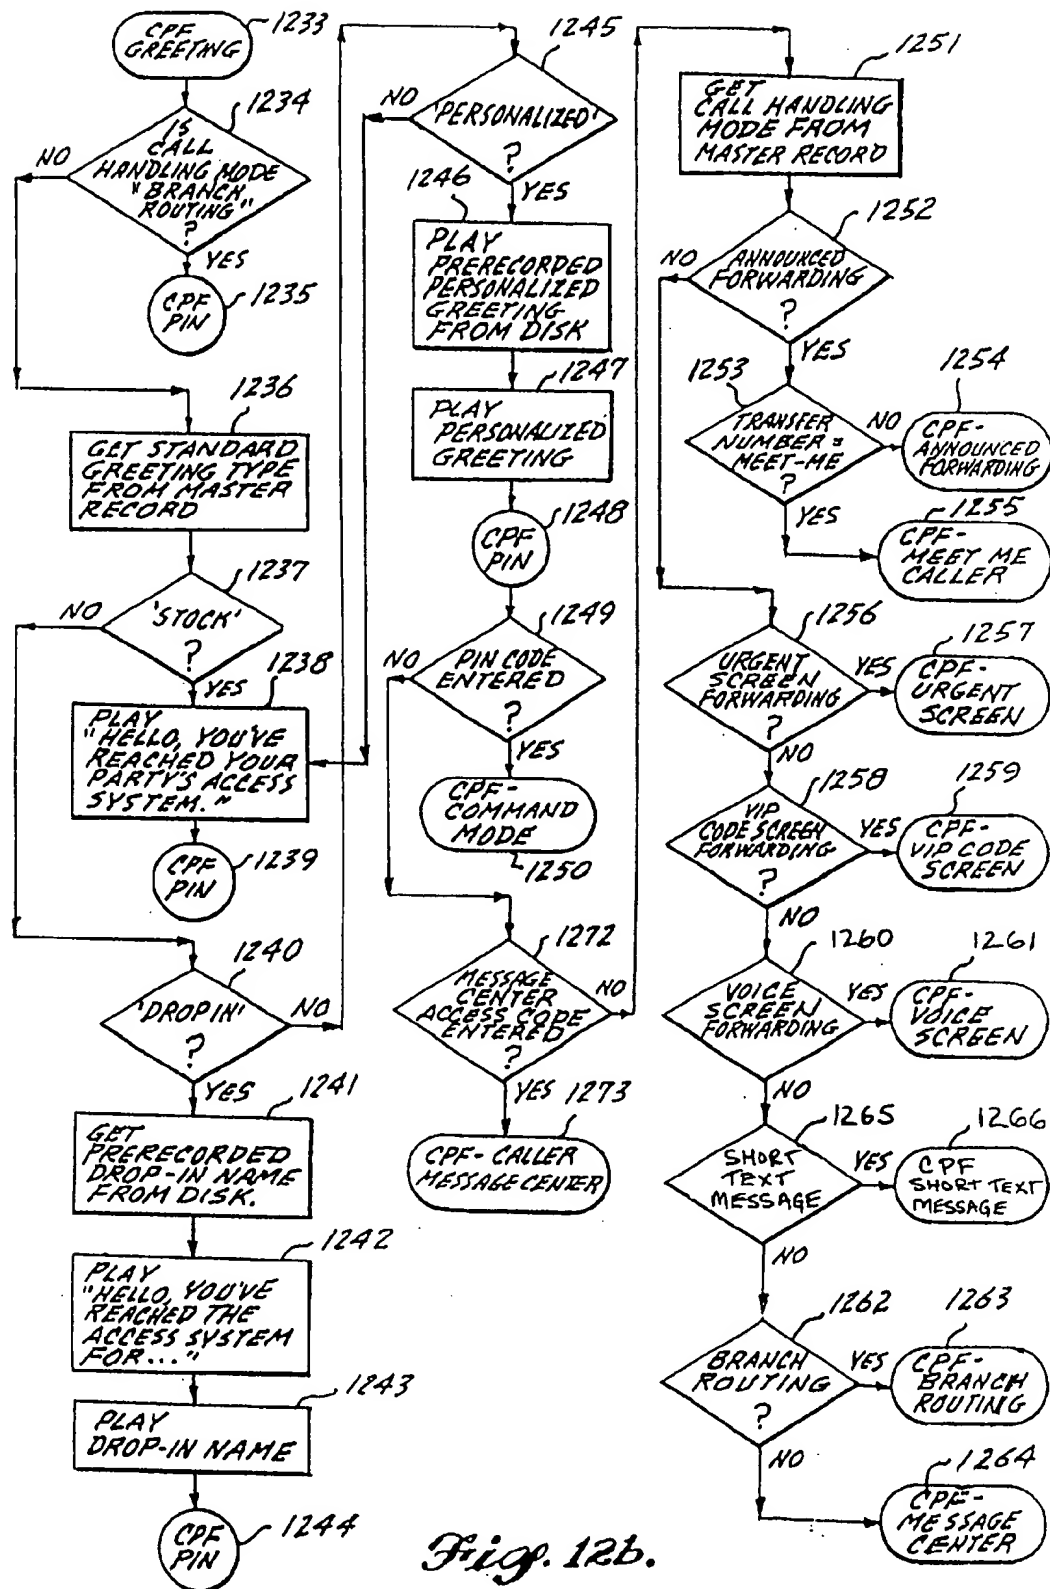 CPF
GREETING
1233
1234
IS
CALL
HANDLING MODE
"BRANCH
ROUTING"
?
NO
YES
CPF
PIN
1235
1236
GET STANDARD
GREETING TYPE
FROM MASTER
RECORD
1237
'STOCK'
?
NO
YES
1238
PLAY
"HELLO, YOU'VE
REACHED YOUR
PARTY'S ACCESS
SYSTEM."
CPF
PIN
1239
1240
'DROPIN'
?
NO
YES
1241
GET
PRERECORDED
DROP-IN NAME
FROM DISK.
1242
PLAY
"HELLO, YOU'VE
REACHED THE
ACCESS SYSTEM
FOR..."
1243
PLAY
DROP-IN NAME
CPF
PIN
1244
1245
'PERSONALIZED'
?
NO
YES
1246
PLAY
PRERECORDED
PERSONALIZED
GREETING
FROM DISK
1247
PLAY
PERSONALIZED
GREETING
1248
CPF
PIN
1249
PIN CODE
ENTERED
?
NO
YES
CPF-
COMMAND
MODE
1250
1272
MESSAGE
CENTER
ACCESS CODE
ENTERED
?
NO
YES
1273
CPF-CALLER
MESSAGE CENTER
1251
GET
CALL HANDLING
MODE FROM
MASTER RECORD
1252
ANNOUNCED
FORWARDING
?
NO
YES
1253
TRANSFER
NUMBER =
MEET-ME
?
NO
YES
1254
CPF-
ANNOUNCED
FORWARDING
1255
CPF-
MEET ME
CALLER
1256
URGENT
SCREEN
FORWARDING
?
YES
NO
1257
CPF-
URGENT
SCREEN
1258
VIP
CODE SCREEN
FORWARDING
?
YES
NO
1259
CPF-
VIP CODE
SCREEN
1260
VOICE
SCREEN
FORWARDING
?
YES
NO
1261
CPF-
VOICE
SCREEN
1265
SHORT
TEXT
MESSAGE
YES
NO
1266
CPF
SHORT TEXT
MESSAGE
1262
BRANCH
ROUTING
?
YES
NO
1263
CPF-
BRANCH
ROUTING
1264
CPF-
MESSAGE
CENTER
Fig. 12b.